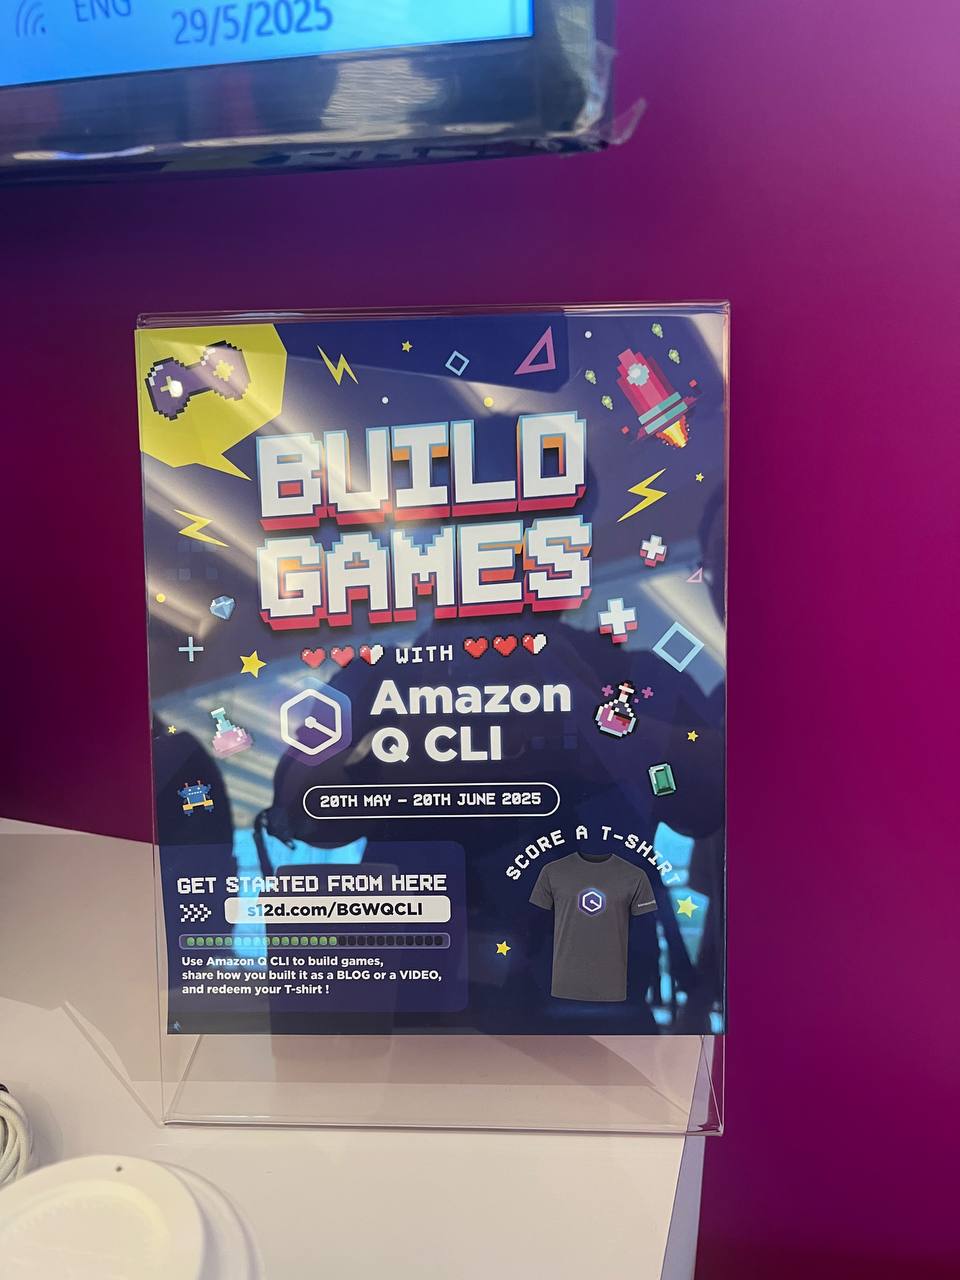 ENG
29/5/2025
BUILD
GAMES
WITH
Amazon
Q CLI
20TH MAY – 20TH JUNE 2025
SCORE A T-SHIRT
GET STARTED FROM HERE
s12d.com/BGWQCLI
Use Amazon Q CLI to build games,
share how you built it as a BLOG or a VIDEO,
and redeem your T-shirt !